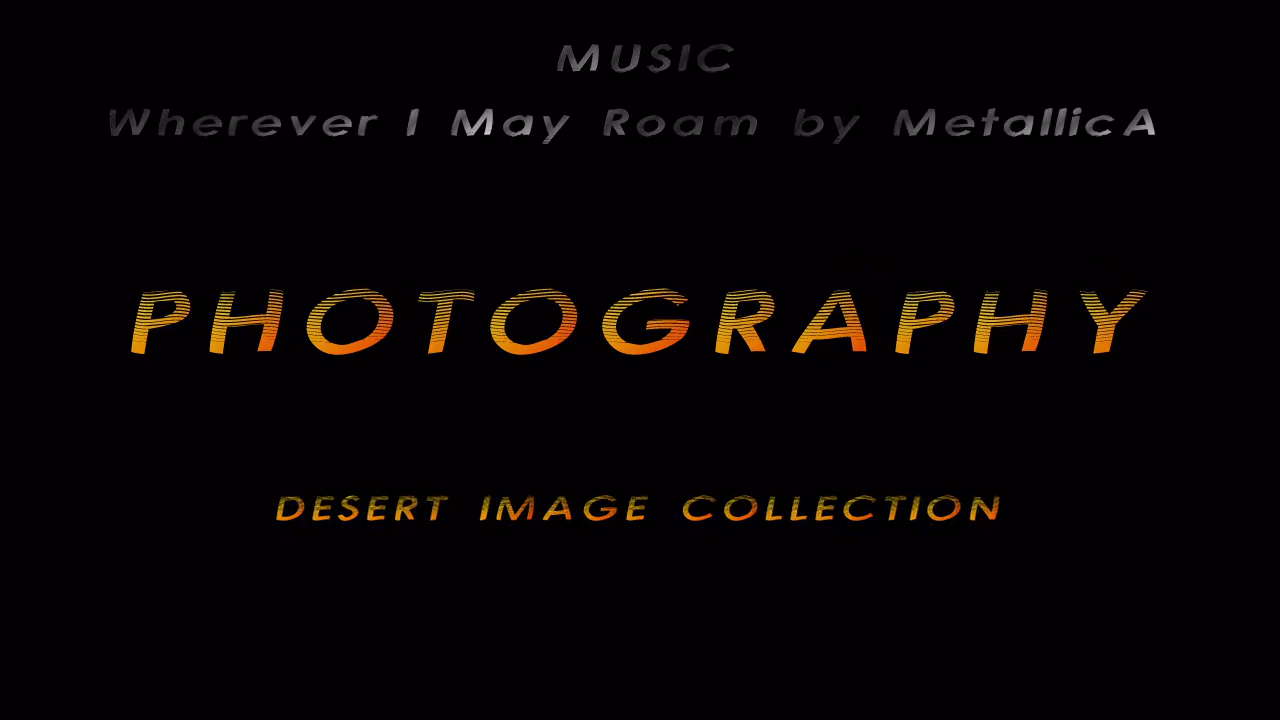 MUSIC
Wherever I May Roam by MetallicA
PHOTOGRAPHY
DESERT IMAGE COLLECTION